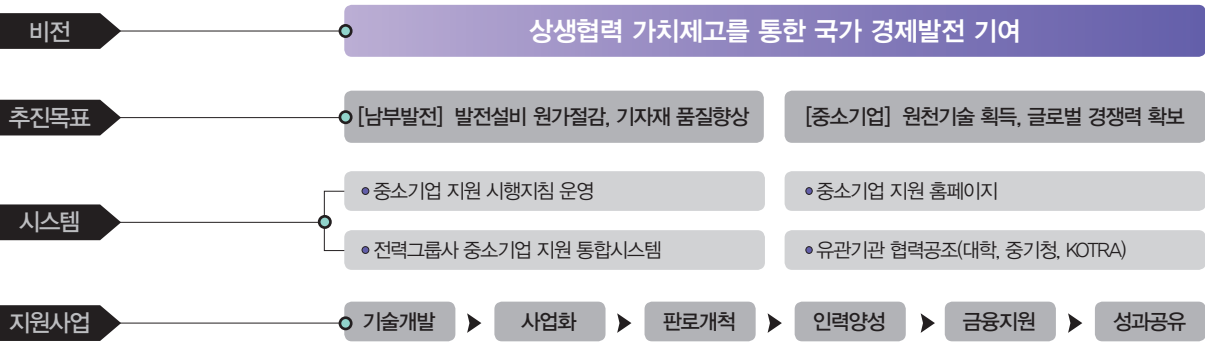 비전
상생협력 가치제고를 통한 국가 경제발전 기여
추진목표
[남부발전] 발전설비 원가절감, 기자재 품질향상
[중소기업] 원천기술 획득, 글로벌 경쟁력 확보
시스템
•중소기업 지원 시행지침 운영
•중소기업 지원 홈페이지
•전력그룹사 중소기업 지원 통합시스템
•유관기관 협력공조(대학, 중기청, KOTRA)
지원사업
기술개발
사업화
판로개척
인력양성
금융지원
성과공유